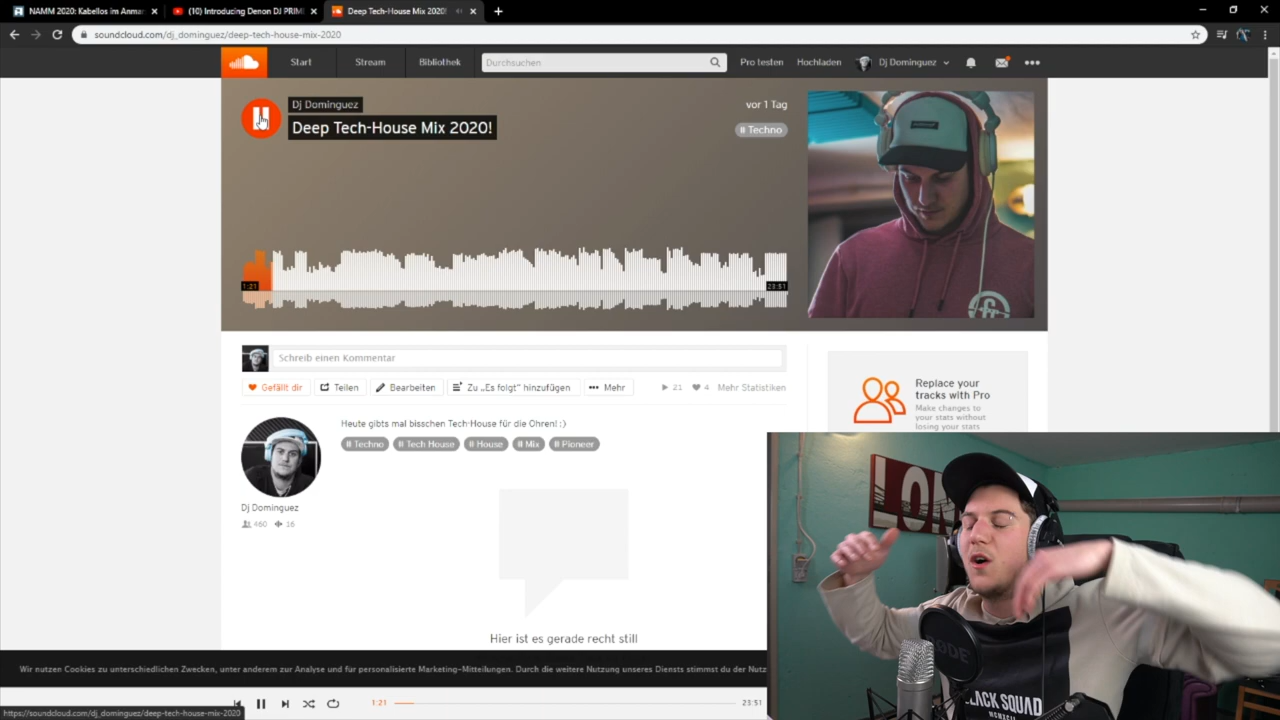 NAMM 2020: Kabellos im Anmar
(10) Introducing Denon DJ PRIM
Deep Tech-House Mix 2020!
soundcloud.com/dj_dominguez/deep-tech-house-mix-2020
Start
Stream
Bibliothek
Durchsuchen
Pro testen
Hochladen
Dj Dominguez
Dj Dominguez
vor 1 Tag
Deep Tech-House Mix 2020!
# Techno
1:21
23:51
Schreib einen Kommentar
Gefällt dir
Teilen
Bearbeiten
Zu „Es folgt“ hinzufügen
Mehr
21
4
Mehr Statistiken
Replace your
tracks with Pro
Make changes to
your stats without
losing your stats
Heute gibts mal bisschen Tech-House für die Ohren! :)
# Techno
# Tech House
# House
# Mix
# Pioneer
Dj Dominguez
460
16
Hier ist es gerade recht still
LON
RØDE
BLACK SQUAD
Wir nutzen Cookies zu unterschiedlichen Zwecken, unter anderem zur Analyse und für personalisierte Marketing-Mitteilungen. Durch die weitere Nutzung unseres Diensts stimmst du der Nutz
1:21
23:51
https://soundcloud.com/dj_dominguez/deep-tech-house-mix-2020